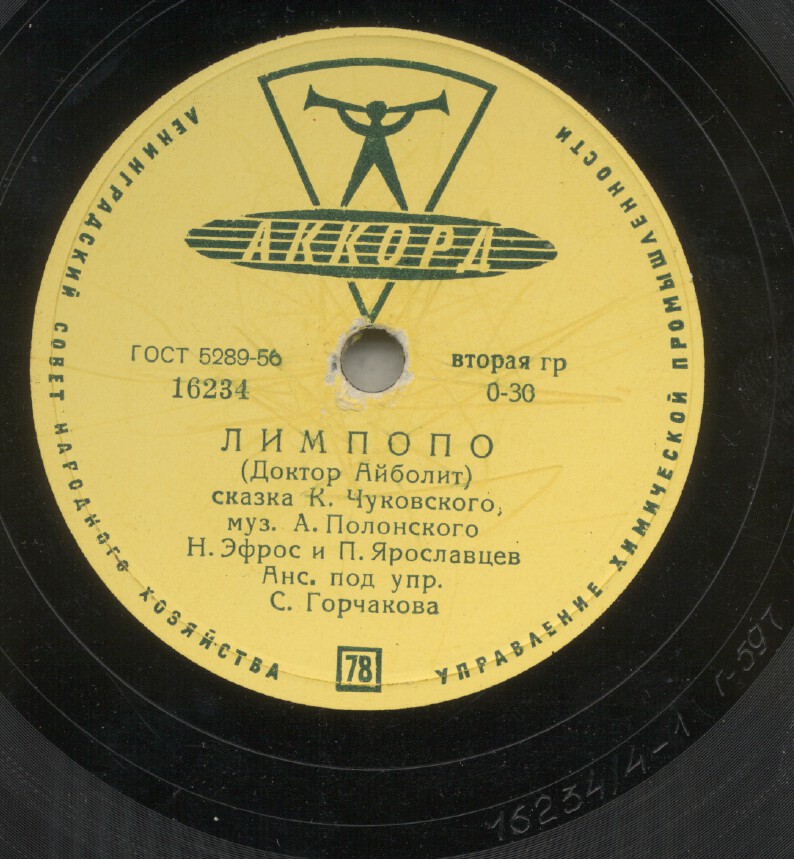 АККОРД
ЛЕНИНГРАДСКИЙ СОВЕТ НАРОДНОГО ХОЗЯЙСТВА
УПРАВЛЕНИЕ ХИМИЧЕСКОЙ ПРОМЫШЛЕННОСТИ
ГОСТ 5289-56
16234
вторая гр
0-30
ЛИМПОПО
(Доктор Айболит)
сказка К. Чуковского,
муз. А. Полонского
Н. Эфрос и П. Ярославцев
Анс. под упр.
С. Горчакова
78
16234/4-1 Г-597